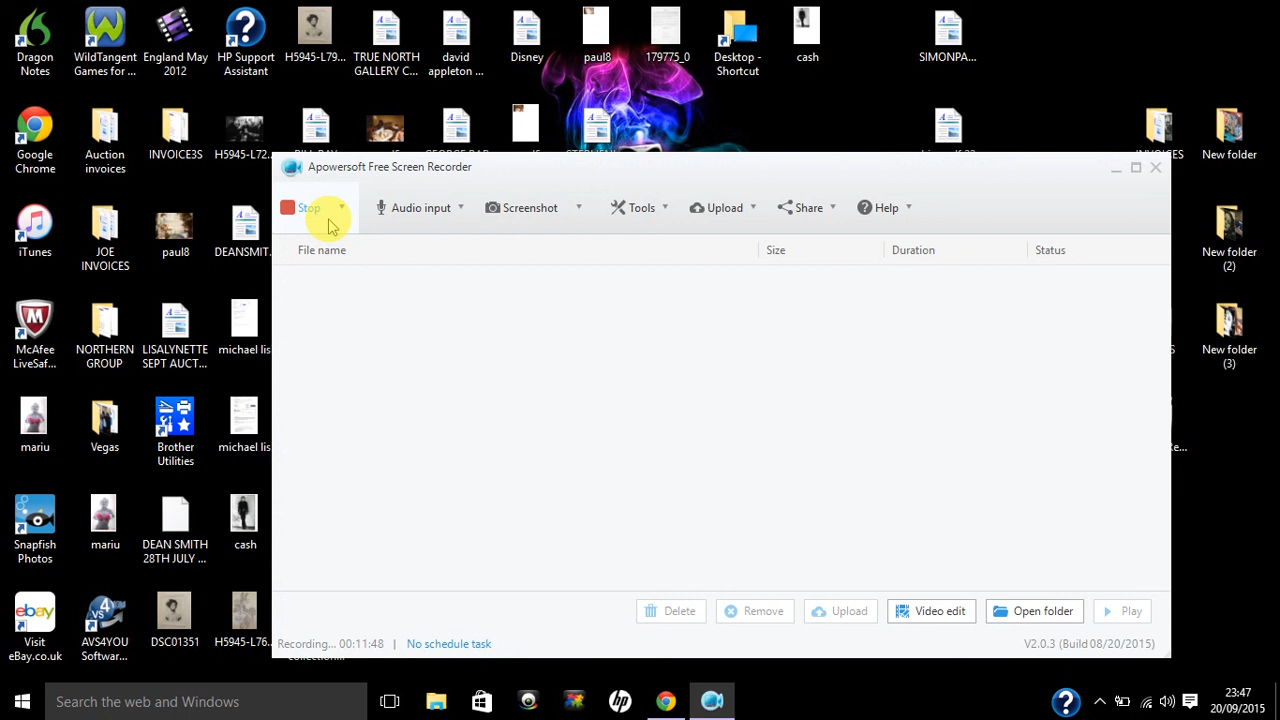 Dragon
Notes
WildTangent
Games for ...
England May
2012
HP Support
Assistant
H5945-L79...
TRUE NORTH
GALLERY C...
david
appleton ...
Disney
paul8
179775_0
Desktop -
Shortcut
cash
SIMONPA...
Google
Chrome
Auction
invoices
INVOICE3S
H5945-L72...
New folder
iTunes
JOE
INVOICES
paul8
DEANSMIT.
New folder
(2)
McAfee
LiveSaf...
NORTHERN
GROUP
LISALYNETTE
SEPT AUCT...
michael lis
New folder
(3)
mariu
Vegas
Brother
Utilities
michael lis
Snapfish
Photos
mariu
DEAN SMITH
28TH JULY ...
cash
ebay
Visit
eBay.co.uk
VS
4
AVS4YOU
Softwar...
DSC01351
H5945-L76...
Apowersoft Free Screen Recorder
Stop
Audio input
Screenshot
Tools
Upload
Share
Help
File name
Size
Duration
Status
Delete
Remove
Upload
Video edit
Open folder
Play
Recording... 00:11:48
No schedule task
V2.0.3 (Build 08/20/2015)
Search the web and Windows
hp
23:47
20/09/2015